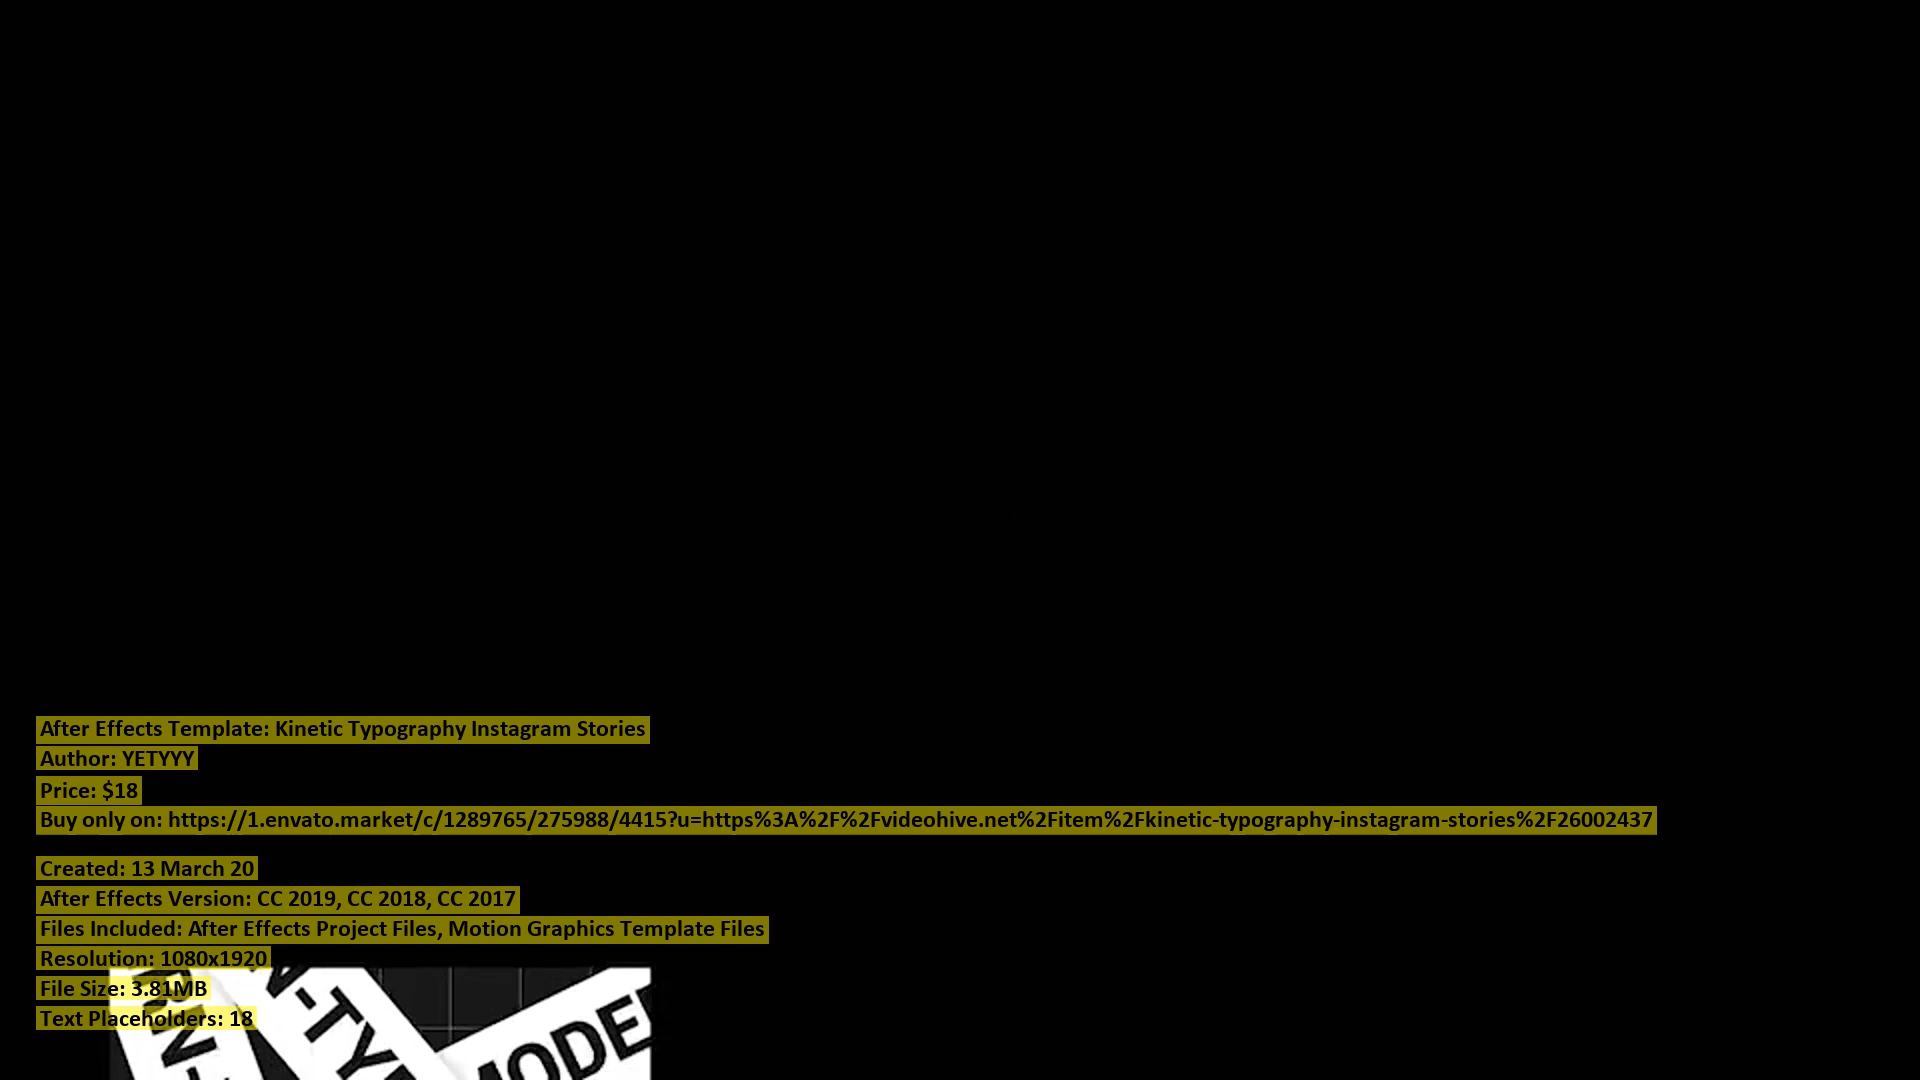 After Effects Template: Kinetic Typography Instagram Stories
Author: YETYYY
Price: $18
Buy only on: https://1.envato.market/c/1289765/275988/4415?u=https%3A%2F%2Fvideohive.net%2Fitem%2Fkinetic-typography-instagram-stories%2F26002437
Created: 13 March 20
After Effects Version: CC 2019, CC 2018, CC 2017
Files Included: After Effects Project Files, Motion Graphics Template Files
Resolution: 1080x1920
File Size: 3.81MB
Text Placeholders: 18
RN-
N-TYP
MODE